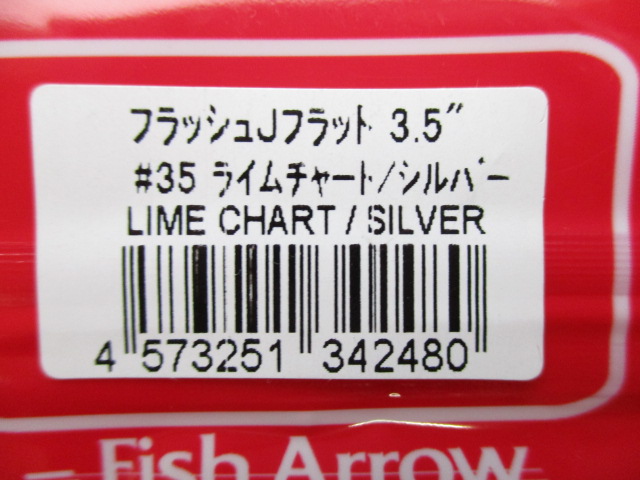 フラッシュJフラット 3.5"
#35 ライムチャート/シルバー
LIME CHART / SILVER
4 573251 342480
Fish Arrow